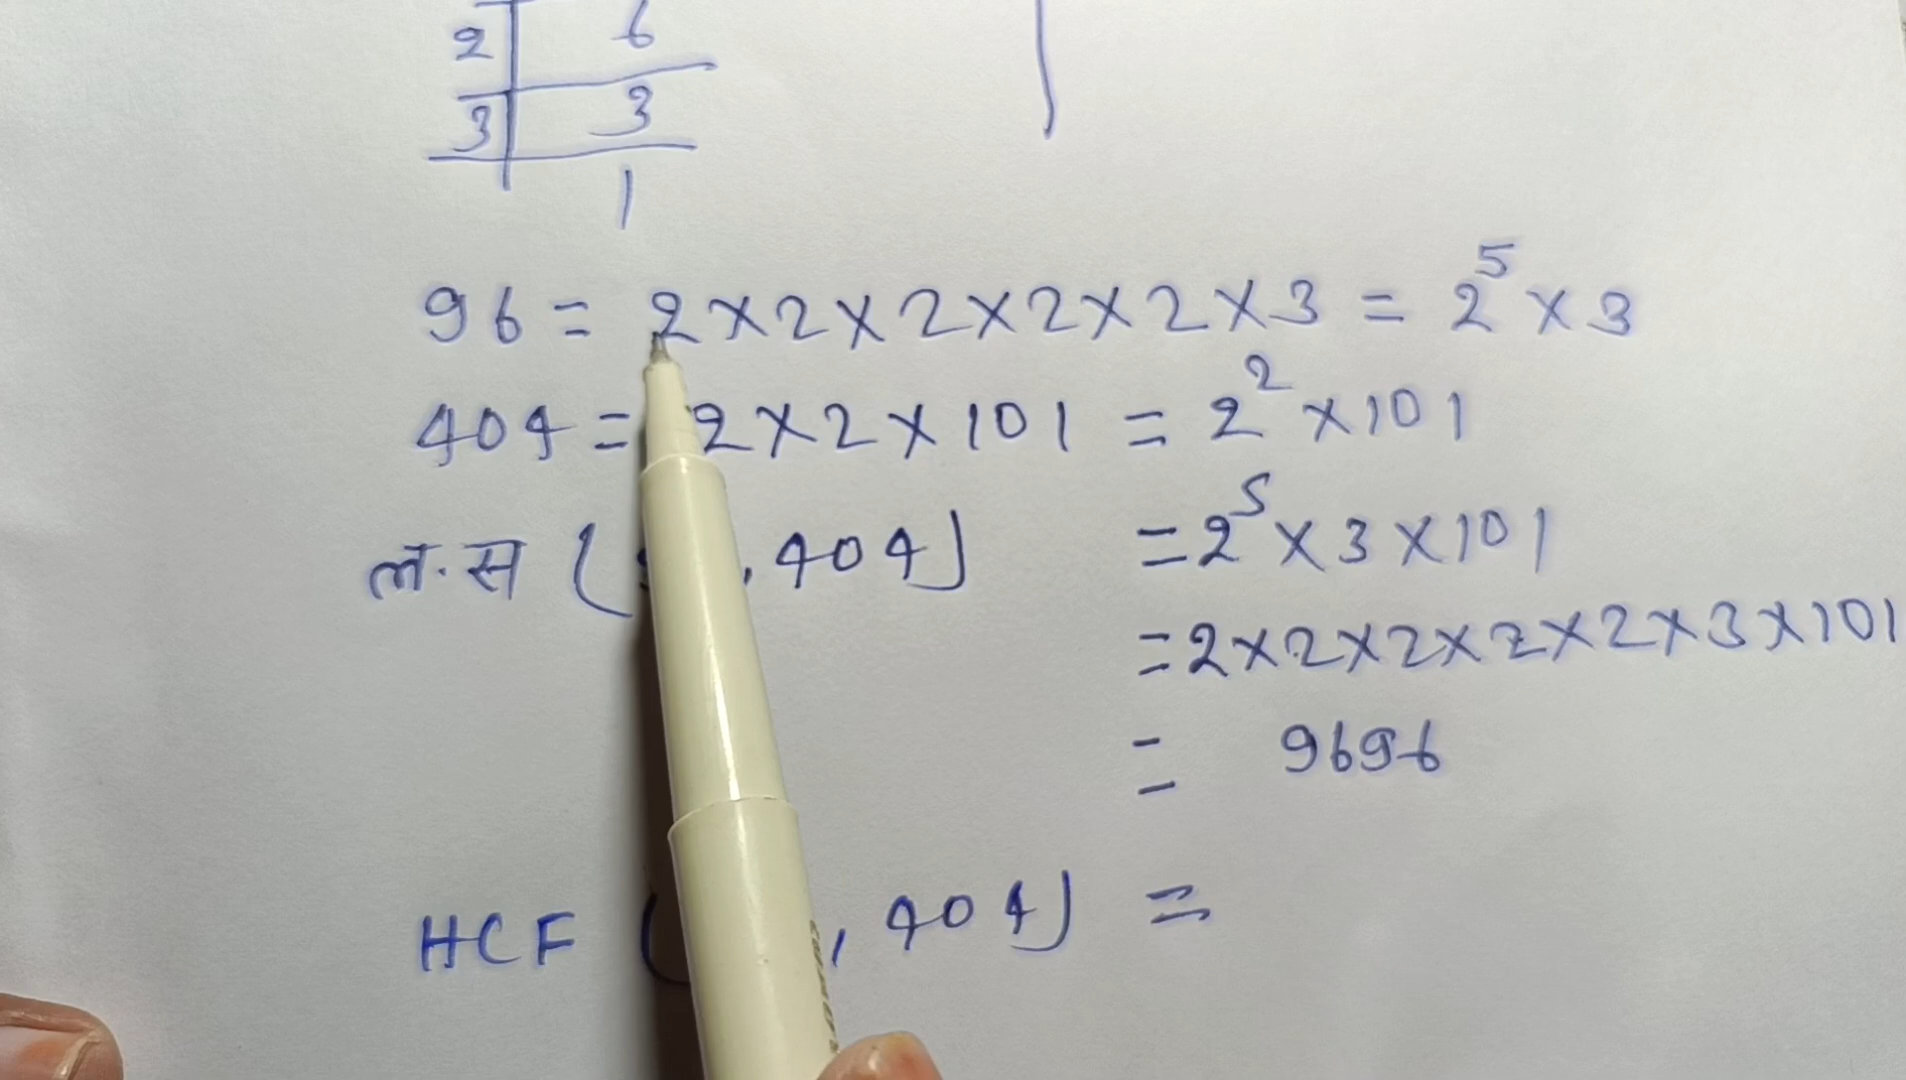 2 6
3 3
1
96 = 2×2×2×2×2×3 = 2⁵×3
404 = 2×2×101 = 2²×101
ल.स ( , 404) = 2⁵×3×101
= 2×2×2×2×2×3×101
= 9696
HCF ( , 404) =